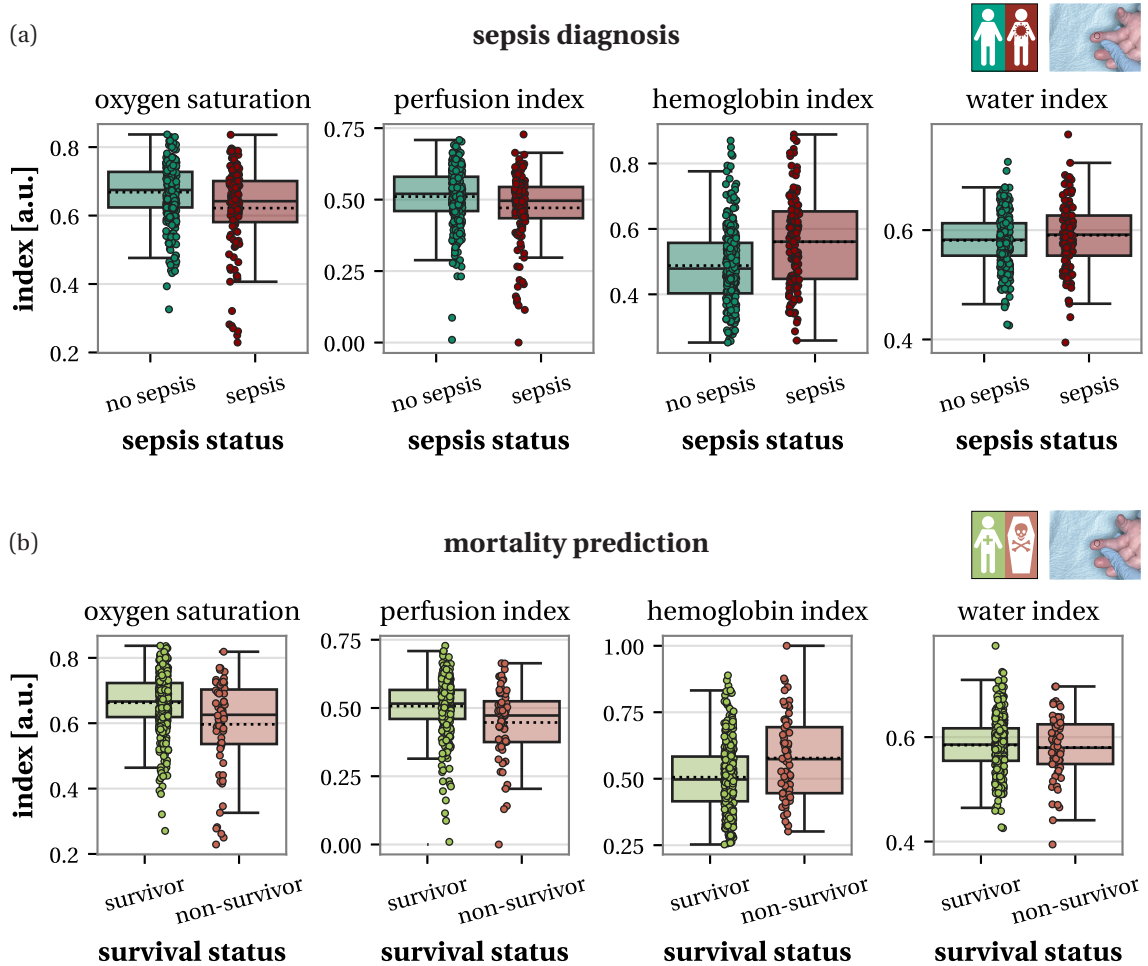 (a)
sepsis diagnosis
oxygen saturation perfusion index hemoglobin index water index
index [a.u.]
0.8
0.6
0.4
0.2
0.75
0.50
0.25
0.00
0.8
0.6
0.4
0.6
0.4
no sepsis sepsis no sepsis sepsis no sepsis sepsis no sepsis sepsis
sepsis status sepsis status sepsis status sepsis status
(b)
mortality prediction
oxygen saturation perfusion index hemoglobin index water index
index [a.u.]
0.8
0.6
0.4
0.2
0.75
0.50
0.25
0.00
1.00
0.75
0.50
0.25
0.6
0.4
survivor non-survivor survivor non-survivor survivor non-survivor survivor non-survivor
survival status survival status survival status survival status